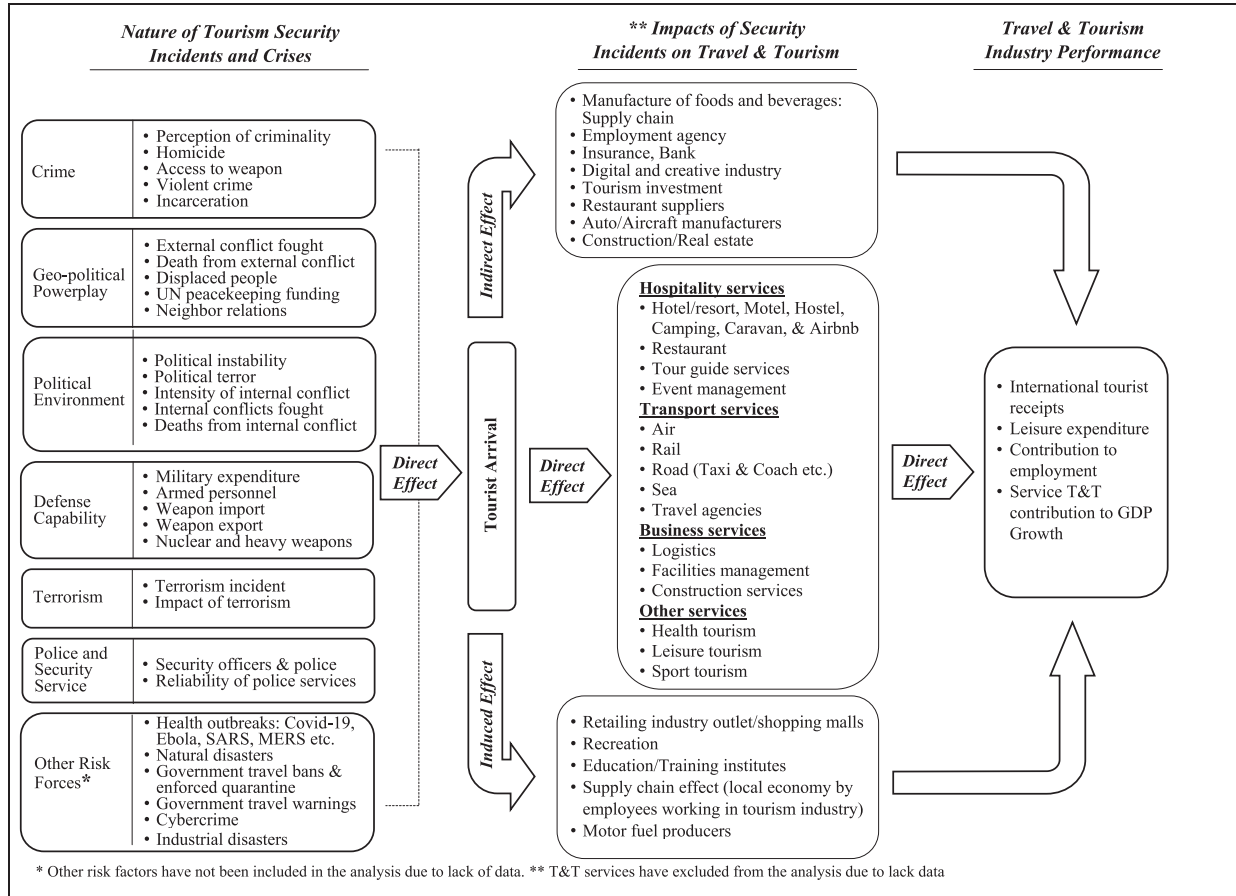 Nature of Tourism Security
Incidents and Crises
** Impacts of Security
Incidents on Travel & Tourism
Travel & Tourism
Industry Performance
Crime
• Perception of criminality
• Homicide
• Access to weapon
• Violent crime
• Incarceration
Geo-political
Powerplay
• External conflict fought
• Death from external conflict
• Displaced people
• UN peacekeeping funding
• Neighbor relations
Political
Environment
• Political instability
• Political terror
• Intensity of internal conflict
• Internal conflicts fought
• Deaths from internal conflict
Defense
Capability
• Military expenditure
• Armed personnel
• Weapon import
• Weapon export
• Nuclear and heavy weapons
Terrorism
• Terrorism incident
• Impact of terrorism
Police and
Security
Service
• Security officers & police
• Reliability of police services
Other Risk
Forces*
• Health outbreaks: Covid-19,
Ebola, SARS, MERS etc.
• Natural disasters
• Government travel bans &
enforced quarantine
• Government travel warnings
• Cybercrime
• Industrial disasters
Direct
Effect
Indirect Effect
Tourist Arrival
Induced Effect
Direct
Effect
• Manufacture of foods and beverages:
Supply chain
• Employment agency
• Insurance, Bank
• Digital and creative industry
• Tourism investment
• Restaurant suppliers
• Auto/Aircraft manufacturers
• Construction/Real estate
Hospitality services
• Hotel/resort, Motel, Hostel,
Camping, Caravan, & Airbnb
• Restaurant
• Tour guide services
• Event management
Transport services
• Air
• Rail
• Road (Taxi & Coach etc.)
• Sea
• Travel agencies
Business services
• Logistics
• Facilities management
• Construction services
Other services
• Health tourism
• Leisure tourism
• Sport tourism
• Retailing industry outlet/shopping malls
• Recreation
• Education/Training institutes
• Supply chain effect (local economy by
employees working in tourism industry)
• Motor fuel producers
Direct
Effect
• International tourist
receipts
• Leisure expenditure
• Contribution to
employment
• Service T&T
contribution to GDP
Growth
* Other risk factors have not been included in the analysis due to lack of data. ** T&T services have excluded from the analysis due to lack data